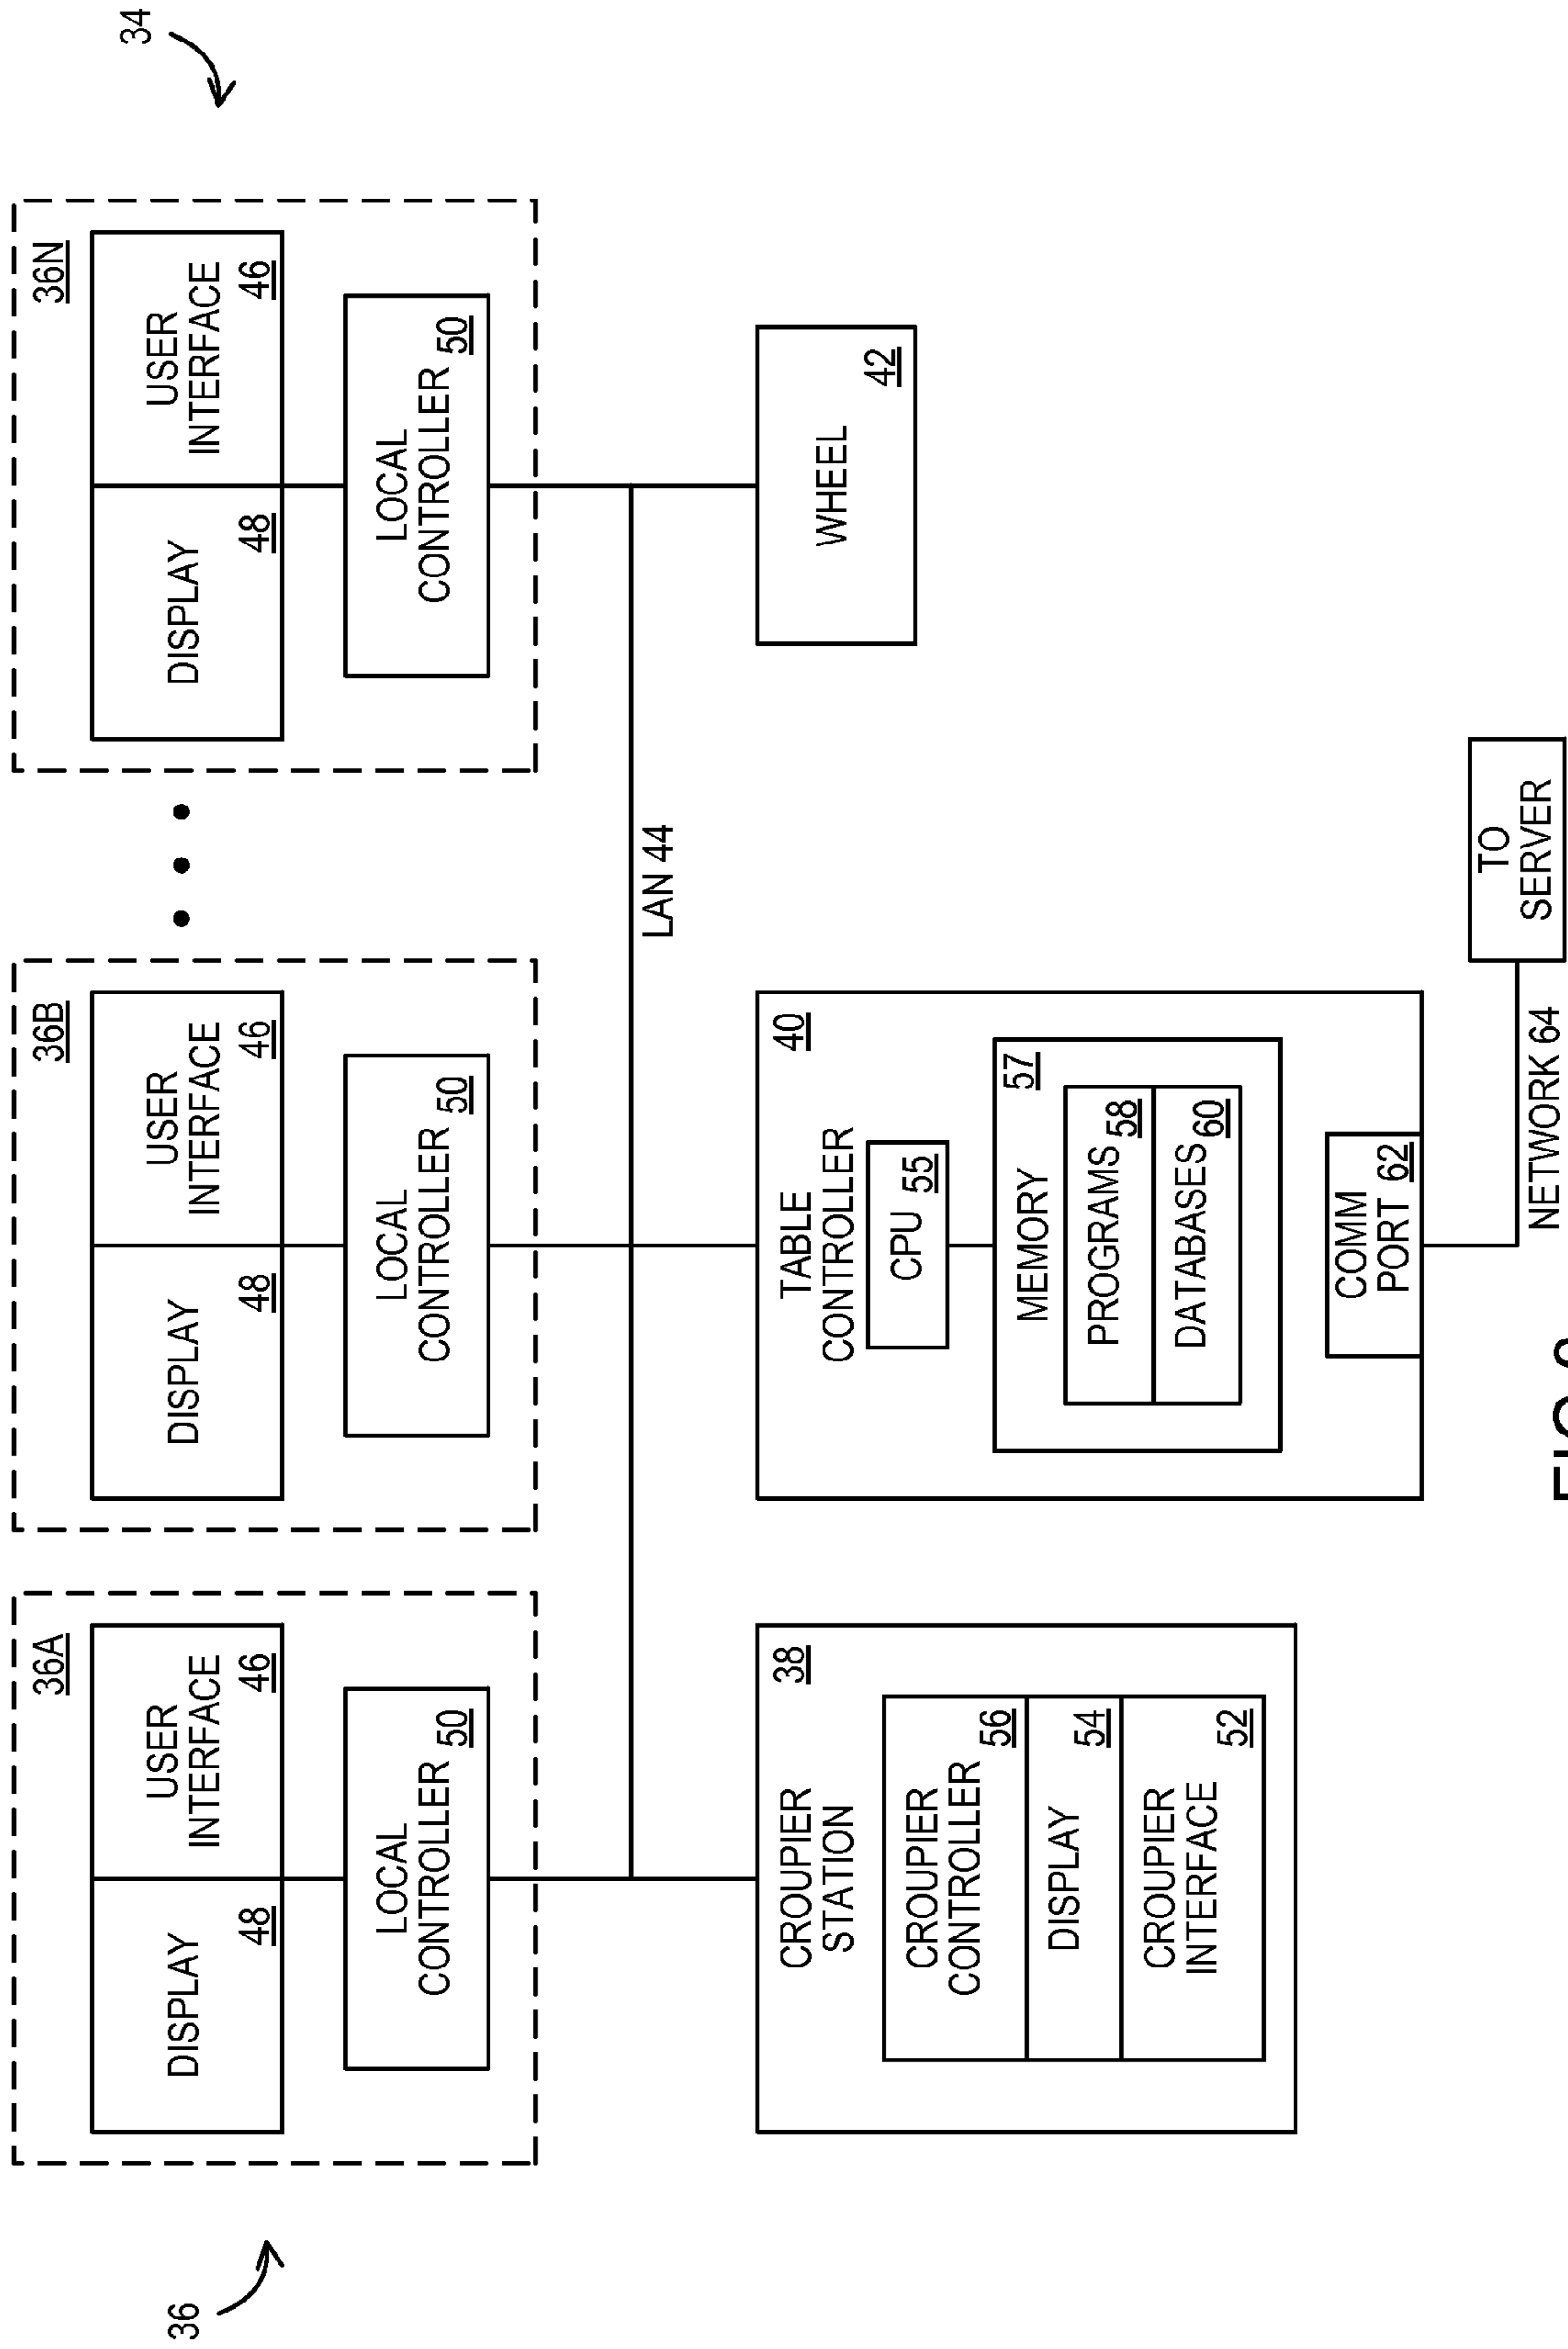 34
36
36A
DISPLAY
48
USER
INTERFACE
46
LOCAL
CONTROLLER
50
36B
DISPLAY
48
USER
INTERFACE
46
LOCAL
CONTROLLER
50
36N
DISPLAY
48
USER
INTERFACE
46
LOCAL
CONTROLLER
50
LAN 44
CROUPIER
STATION
38
CROUPIER
CONTROLLER
56
DISPLAY
54
CROUPIER
INTERFACE
52
TABLE
CONTROLLER
40
CPU 55
MEMORY
57
PROGRAMS
58
DATABASES
60
COMM
PORT 62
WHEEL
42
NETWORK 64
TO
SERVER
FIG